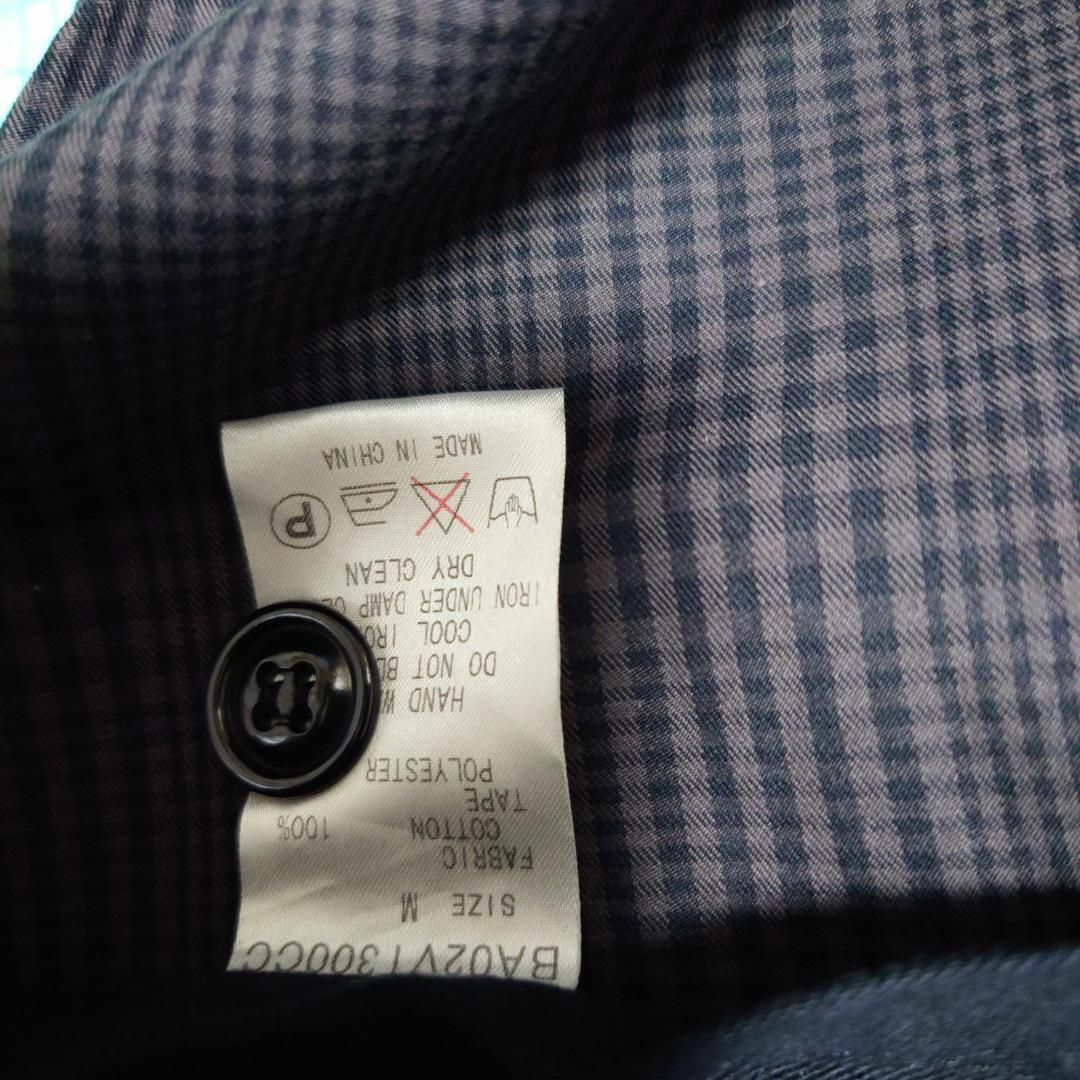 BA02V1300CC
SIZE M
FABRIC
COTTON 100%
TAPE
POLYESTER
HAND
DO NOT
COOL
IRON UNDER DAMP
DRY CLEAN
P
MADE IN CHINA